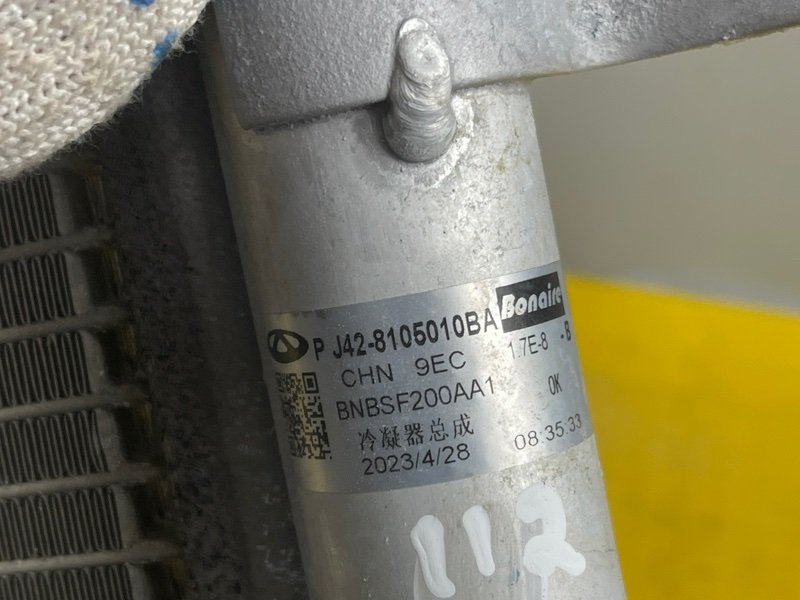 P J42-8105010BA Bonaire
CHN 9EC 1.7E-8 -B
BNBSF200AA1 OK
冷凝器总成 08:35:33
2023/4/28
112